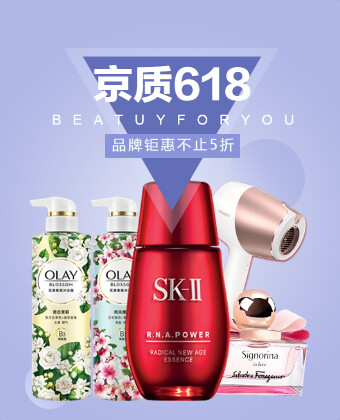 京质618
BEATUYFORYOU
品牌钜惠不止5折
OLAY
BLOSSOM
B3
OLAY
BLOSSOM
SK-II
R.N.A.POWER
RADICAL NEW AGE
ESSENCE
Signorina
Salvatore Ferragamo